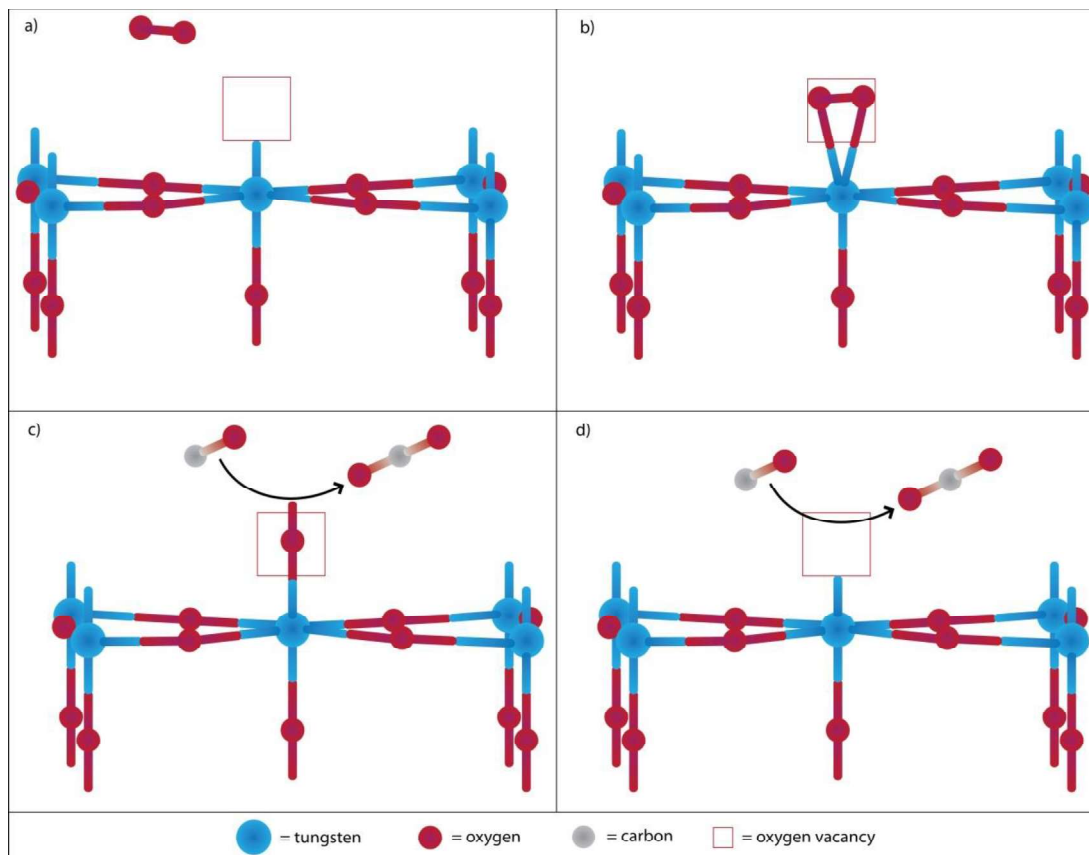 a)
b)
c)
d)
= tungsten
= oxygen
= carbon
= oxygen vacancy